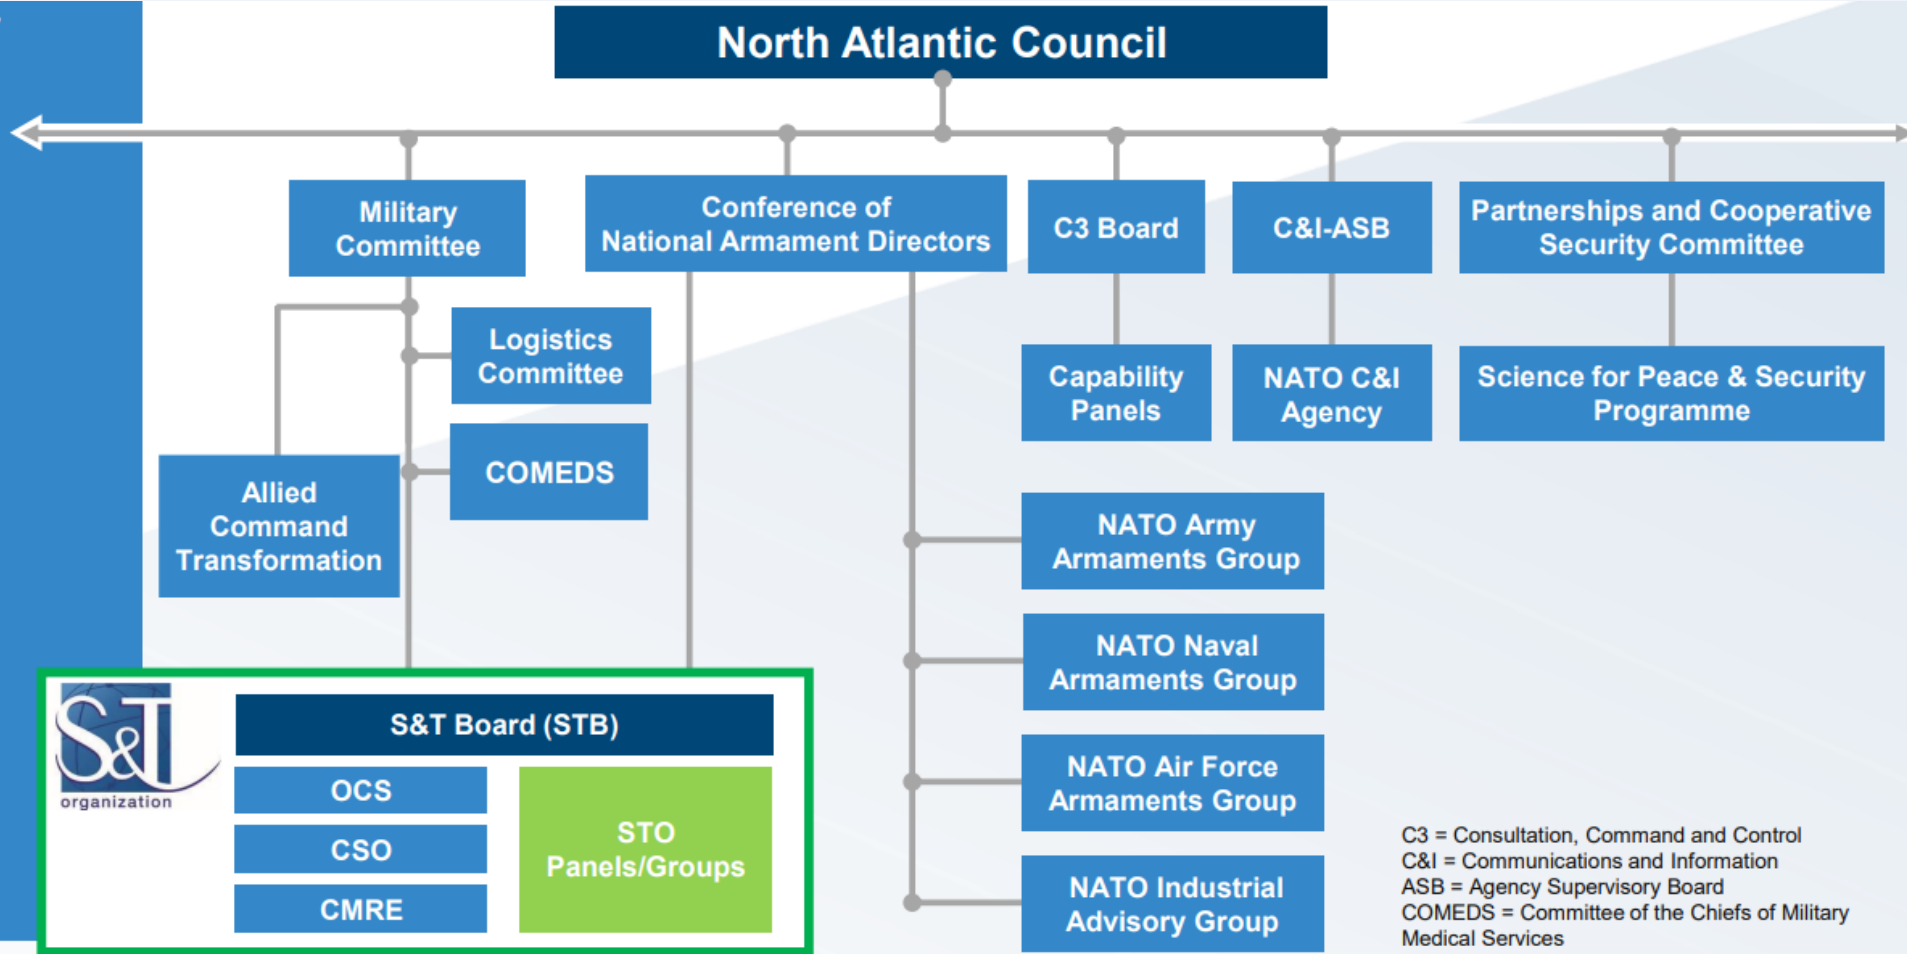 North Atlantic Council
Military
Committee
Conference of
National Armament Directors
C3 Board
C&I-ASB
Partnerships and Cooperative
Security Committee
Logistics
Committee
Capability
Panels
NATO C&I
Agency
Science for Peace & Security
Programme
COMEDS
Allied
Command
Transformation
NATO Army
Armaments Group
NATO Naval
Armaments Group
NATO Air Force
Armaments Group
NATO Industrial
Advisory Group
S&T
organization
S&T Board (STB)
OCS
CSO
CMRE
STO
Panels/Groups
C3 = Consultation, Command and Control
C&I = Communications and Information
ASB = Agency Supervisory Board
COMEDS = Committee of the Chiefs of Military
Medical Services